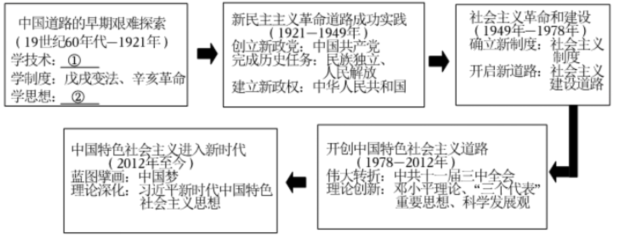 中国道路的早期艰难探索
(19世纪60年代-1921年)
学技术: ①
学制度: 戊戌变法、辛亥革命
学思想: ②
新民主主义革命道路成功实践
(1921-1949年)
创立新政党: 中国共产党
完成历史任务: 民族独立、
人民解放
建立新政权: 中华人民共和国
社会主义革命和建设
(1949年-1978年)
确立新制度: 社会主义
制度
开启新道路: 社会主义
建设道路
开创中国特色社会主义道路
(1978-2012年)
伟大转折: 中共十一届三中全会
理论创新: 邓小平理论、“三个代表”
重要思想、科学发展观
中国特色社会主义进入新时代
(2012年至今)
蓝图擘画: 中国梦
理论深化: 习近平新时代中国特色
社会主义思想